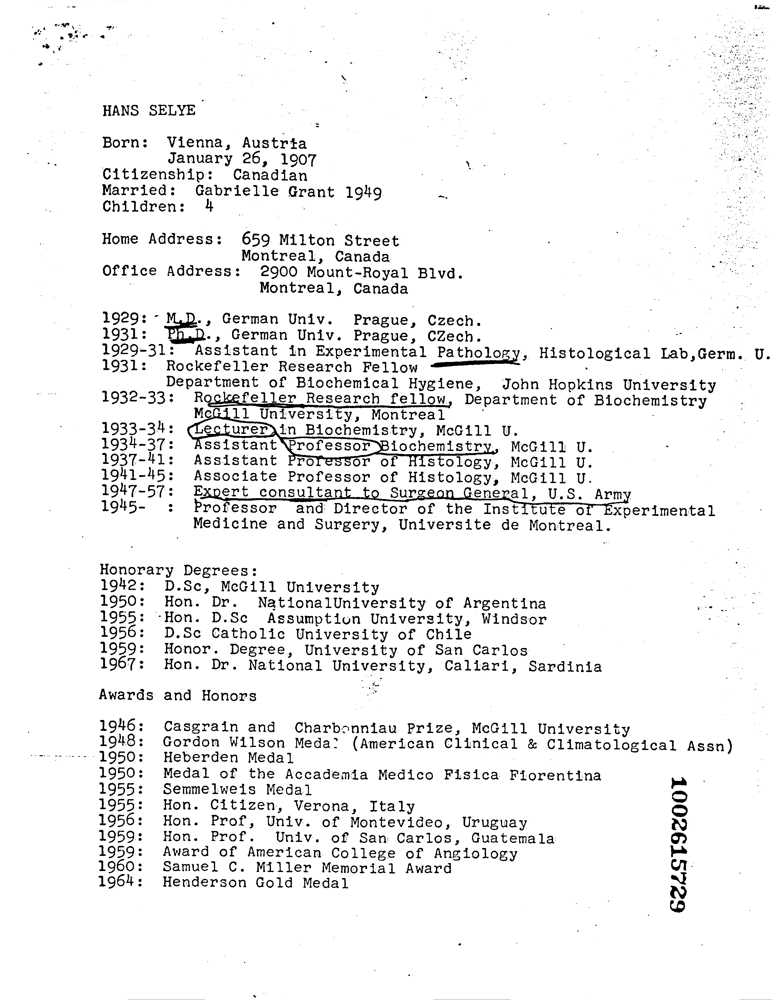 HANS SELYE
Born: Vienna, Austria
January 26, 1907
Citizenship: Canadian
Married: Gabrielle Grant 1949
Children: 4
Home Address: 659 Milton Street
Montreal, Canada
Office Address: 2900 Mount-Royal Blvd.
Montreal, Canada
1929: M.D., German Univ. Prague, Czech.
1931: Ph.D., German Univ. Prague, CZech.
1929-31: Assistant in Experimental Pathology, Histological Lab,Germ. U.
1931: Rockefeller Research Fellow
Department of Biochemical Hygiene, John Hopkins University
1932-33: Rockefeller Research fellow, Department of Biochemistry
McGill University, Montreal
1933-34: Lecturer in Biochemistry, McGill U.
1934-37: Assistant Professor Biochemistry, McGill U.
1937-41: Assistant Professor of Histology, McGill U.
1941-45: Associate Professor of Histology, McGill U.
1947-57: Expert consultant to Surgeon General, U.S. Army
1945- : Professor and Director of the Institute of Experimental
Medicine and Surgery, Universite de Montreal.
Honorary Degrees:
1942: D.Sc, McGill University
1950: Hon. Dr. NationalUniversity of Argentina
1955: Hon. D.Sc Assumption University, Windsor
1956: D.Sc Catholic University of Chile
1959: Honor. Degree, University of San Carlos
1967: Hon. Dr. National University, Caliari, Sardinia
Awards and Honors
1946: Casgrain and Charbonniau Prize, McGill University
1948: Gordon Wilson Medal (American Clinical & Climatological Assn)
1950: Heberden Medal
1950: Medal of the Accademia Medico Fisica Fiorentina
1955: Semmelweis Medal
1955: Hon. Citizen, Verona, Italy
1956: Hon. Prof, Univ. of Montevideo, Uruguay
1959: Hon. Prof. Univ. of San Carlos, Guatemala
1959: Award of American College of Angiology
1960: Samuel C. Miller Memorial Award
1964: Henderson Gold Medal
1002615729